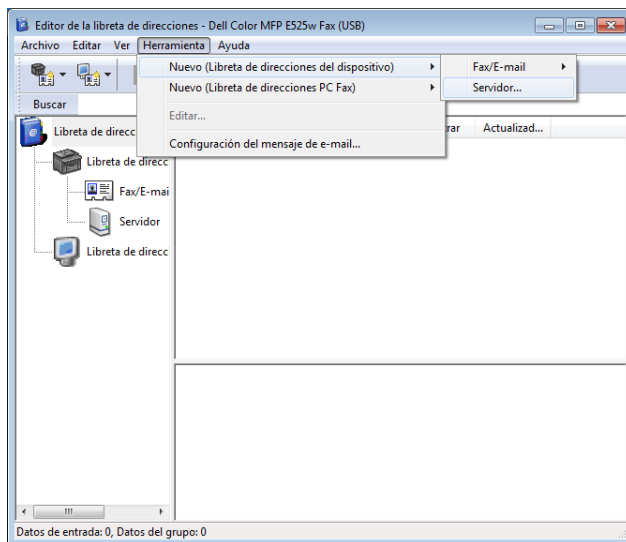 Editor de la libreta de direcciones - Dell Color MFP E525w Fax (USB)
Archivo Editar Ver Herramienta Ayuda
Nuevo (Libreta de direcciones del dispositivo)
Fax/E-mail
Nuevo (Libreta de direcciones PC Fax)
Servidor...
Buscar
Editar...
Libreta de direcc
rar
Actualizad...
Configuración del mensaje de e-mail...
Libreta de direcc
Fax/E-mai
Servidor
Libreta de direcc
Datos de entrada: 0, Datos del grupo: 0